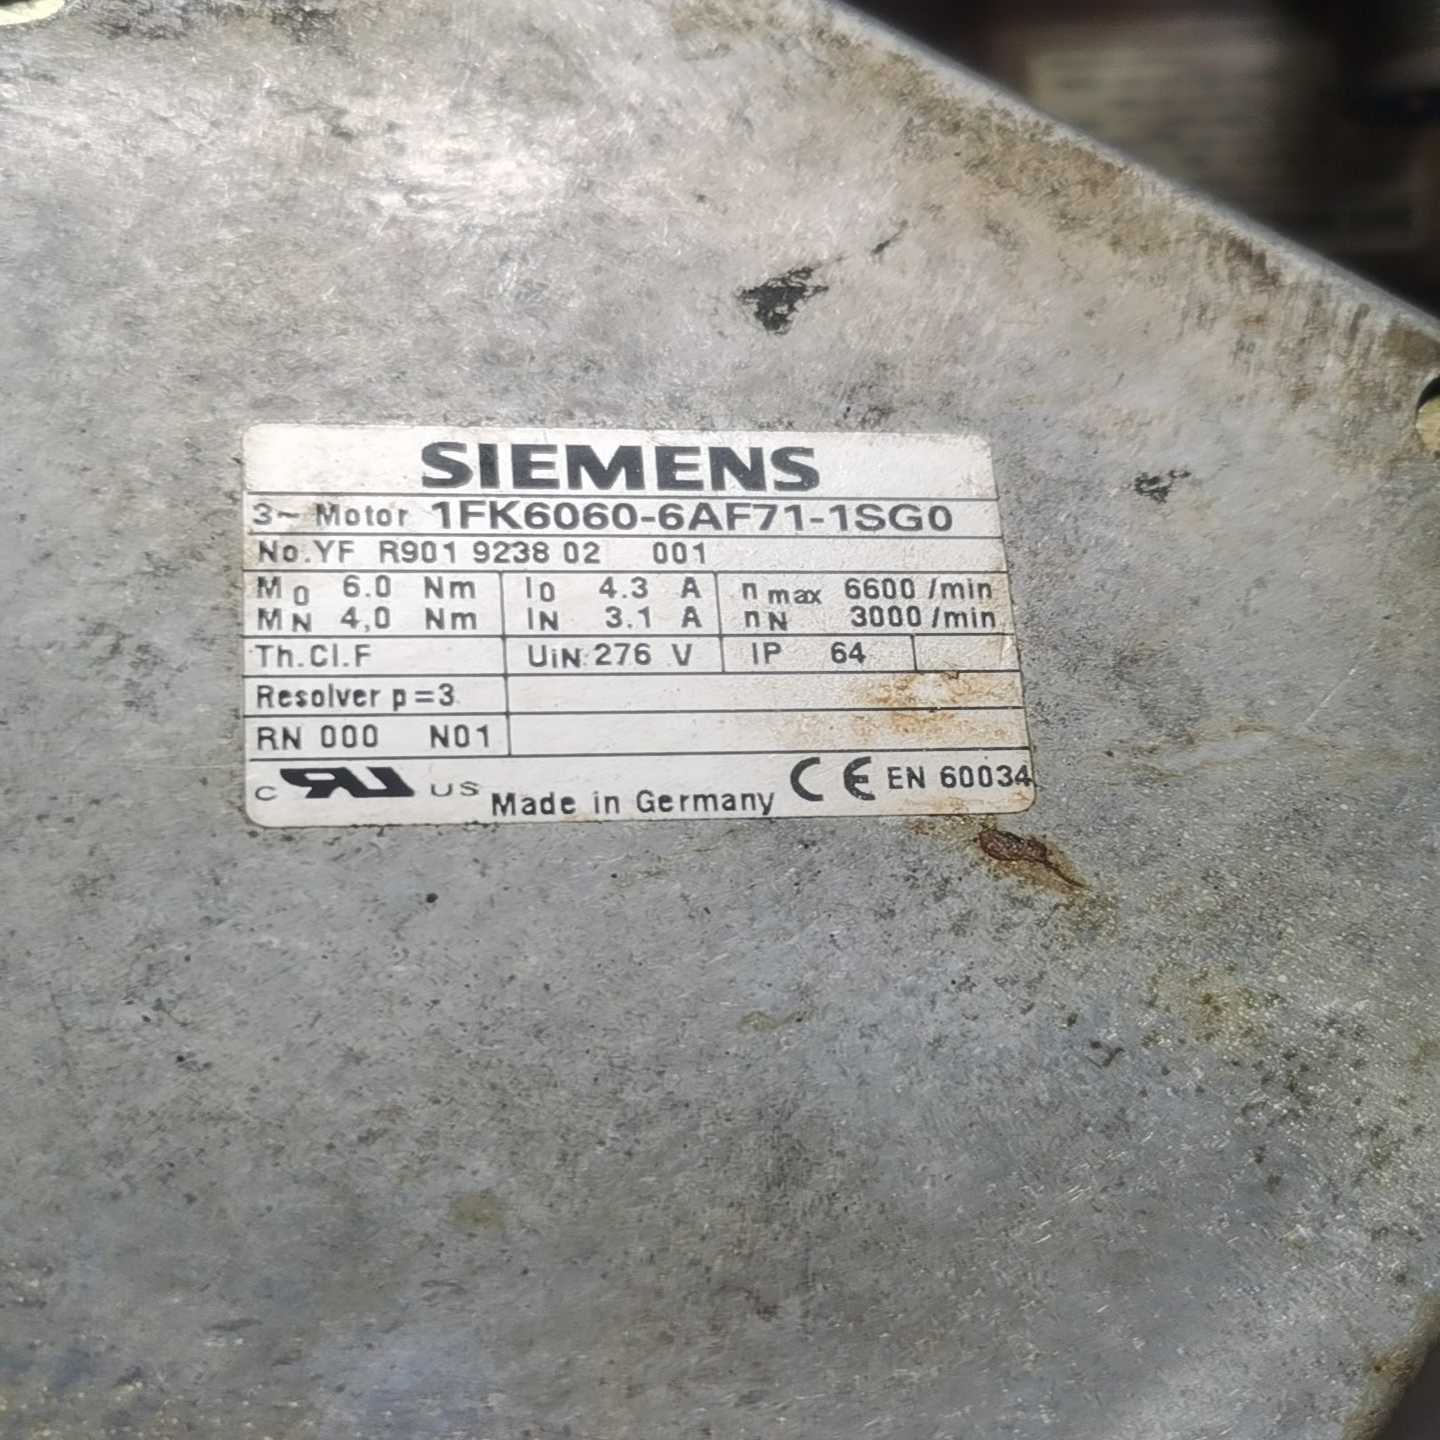 SIEMENS
3~ Motor 1FK6060-6AF71-1SG0
No.YF R901 9238 02 001
M0 6.0 Nm I0 4.3 A nmax 6600 /min
MN 4,0 Nm IN 3.1 A nN 3000 /min
Th.Cl.F UiN 276 V IP 64
Resolver p=3
RN 000 N01
c RU US Made in Germany CE EN 60034